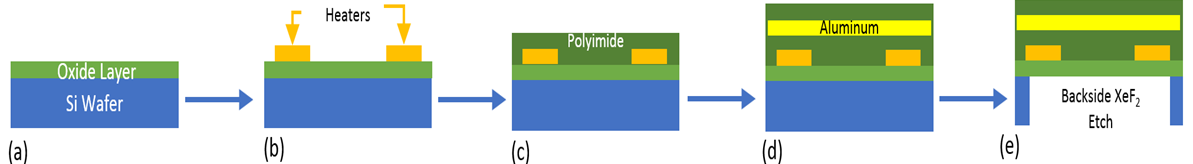 Oxide Layer
Si Wafer
(a)
Heaters
(b)
Polyimide
(c)
Aluminum
(d)
Backside XeF₂
Etch
(e)